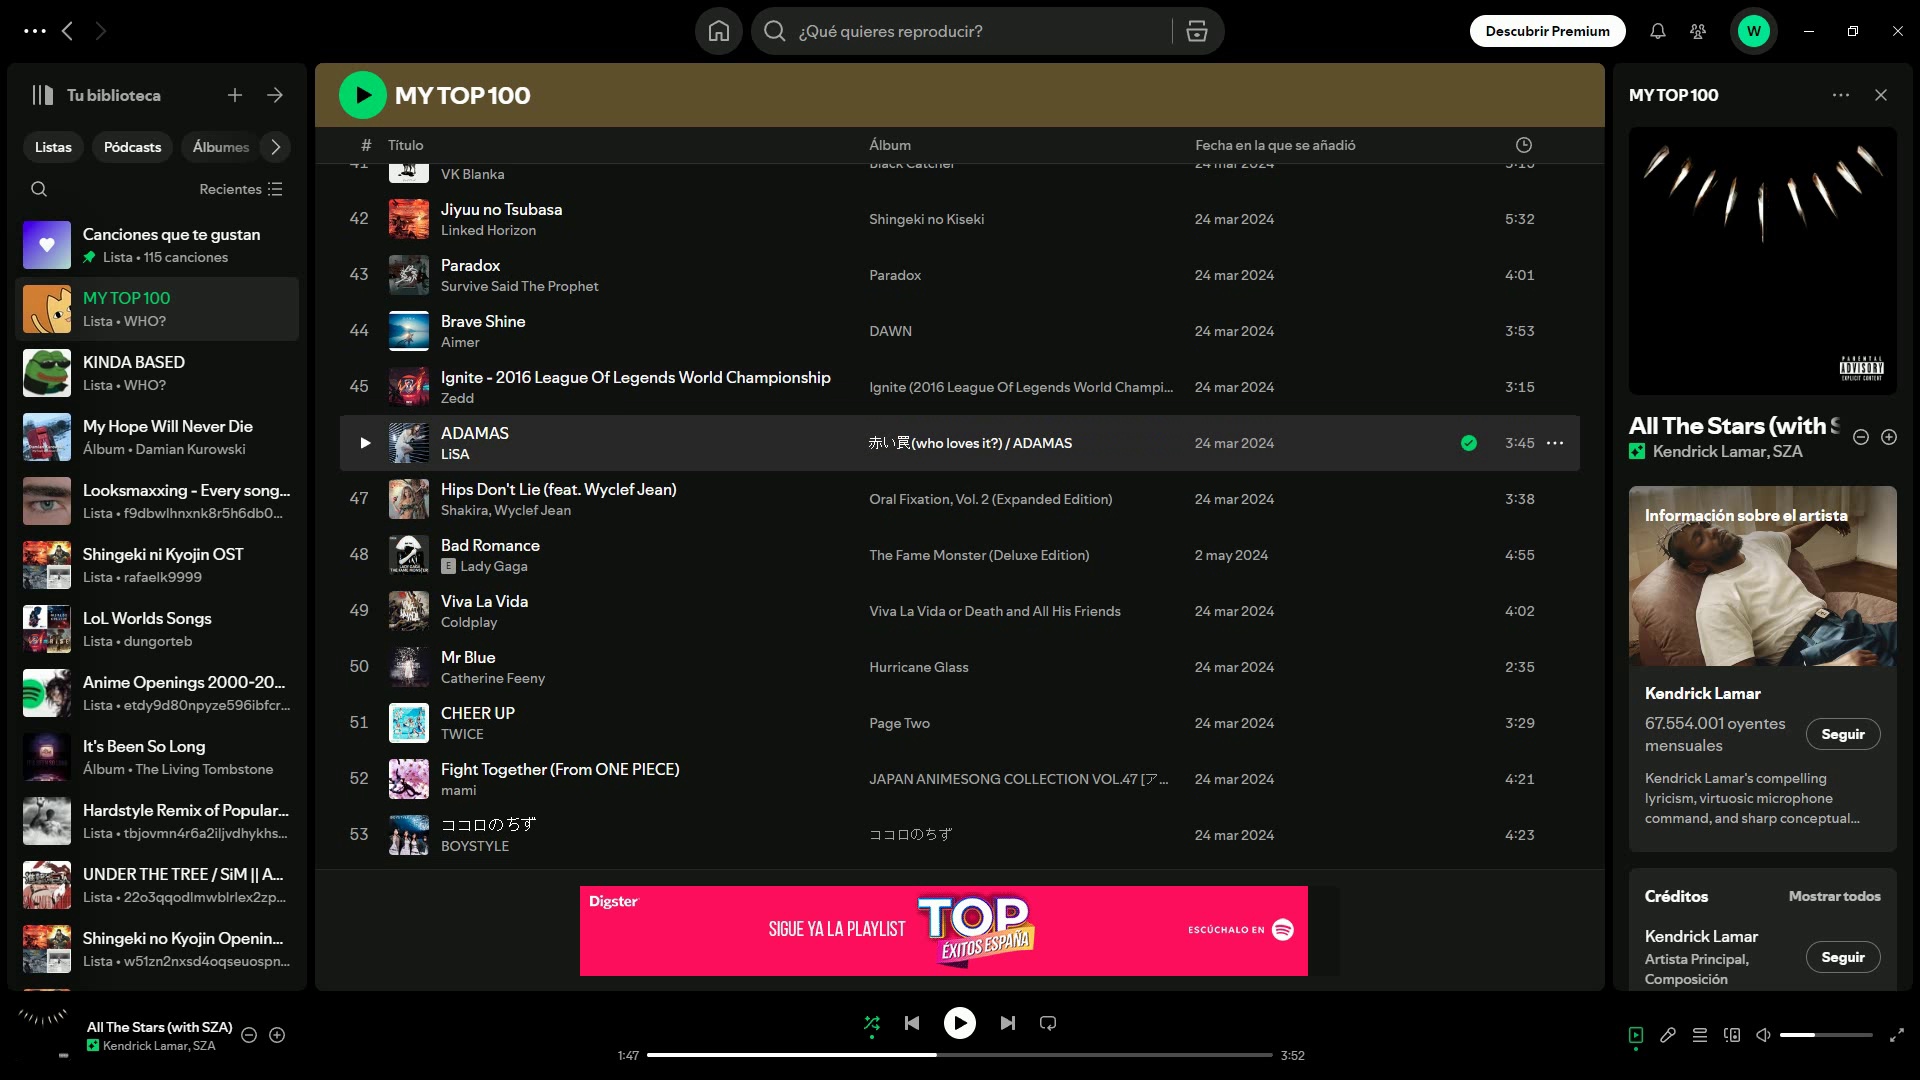 ¿Qué quieres reproducir?
Descubrir Premium
W
Tu biblioteca
Listas
Pódcasts
Álbumes
Recientes
Canciones que te gustan
Lista • 115 canciones
MY TOP 100
Lista • WHO?
KINDA BASED
Lista • WHO?
My Hope Will Never Die
Álbum • Damian Kurowski
Looksmaxxing - Every song...
Lista • f9dbwlhnxnk8r5h6db0...
Shingeki ni Kyojin OST
Lista • rafaelk9999
LoL Worlds Songs
Lista • dungorteb
Anime Openings 2000-20...
Lista • etdy9d80npyze596ibfcr...
It's Been So Long
Álbum • The Living Tombstone
Hardstyle Remix of Popular...
Lista • tbjovmn4r6a2iljvdhykhs...
UNDER THE TREE / SiM || A...
Lista • 22o3qqodlmwblrlex2zp...
Shingeki no Kyojin Openin...
Lista • w51zn2nxsd4oqseuospn...
MY TOP 100
# Título Álbum Fecha en la que se añadió
41 Black Catcher 24 mar 2024 3:15
VK Blanka
42 Jiyuu no Tsubasa Shingeki no Kiseki 24 mar 2024 5:32
Linked Horizon
43 Paradox Paradox 24 mar 2024 4:01
Survive Said The Prophet
44 Brave Shine DAWN 24 mar 2024 3:53
Aimer
45 Ignite - 2016 League Of Legends World Championship Ignite (2016 League Of Legends World Champi... 24 mar 2024 3:15
Zedd
ADAMAS 赤い罠(who loves it?) / ADAMAS 24 mar 2024 3:45
LiSA
47 Hips Don't Lie (feat. Wyclef Jean) Oral Fixation, Vol. 2 (Expanded Edition) 24 mar 2024 3:38
Shakira, Wyclef Jean
48 Bad Romance The Fame Monster (Deluxe Edition) 2 may 2024 4:55
E Lady Gaga
49 Viva La Vida Viva La Vida or Death and All His Friends 24 mar 2024 4:02
Coldplay
50 Mr Blue Hurricane Glass 24 mar 2024 2:35
Catherine Feeny
51 CHEER UP Page Two 24 mar 2024 3:29
TWICE
52 Fight Together (From ONE PIECE) JAPAN ANIMESONG COLLECTION VOL.47 [ア... 24 mar 2024 4:21
mami
53 ココロのちず ココロのちず 24 mar 2024 4:23
BOYSTYLE
Digster
SIGUE YA LA PLAYLIST
TOP
ÉXITOS ESPAÑA
ESCÚCHALO EN
MY TOP 100
PARENTAL
ADVISORY
EXPLICIT CONTENT
All The Stars (with S
Kendrick Lamar, SZA
Información sobre el artista
Kendrick Lamar
67.554.001 oyentes
mensuales
Seguir
Kendrick Lamar's compelling
lyricism, virtuosic microphone
command, and sharp conceptual...
Créditos
Mostrar todos
Kendrick Lamar
Artista Principal,
Composición
Seguir
All The Stars (with SZA)
Kendrick Lamar, SZA
1:47
3:52